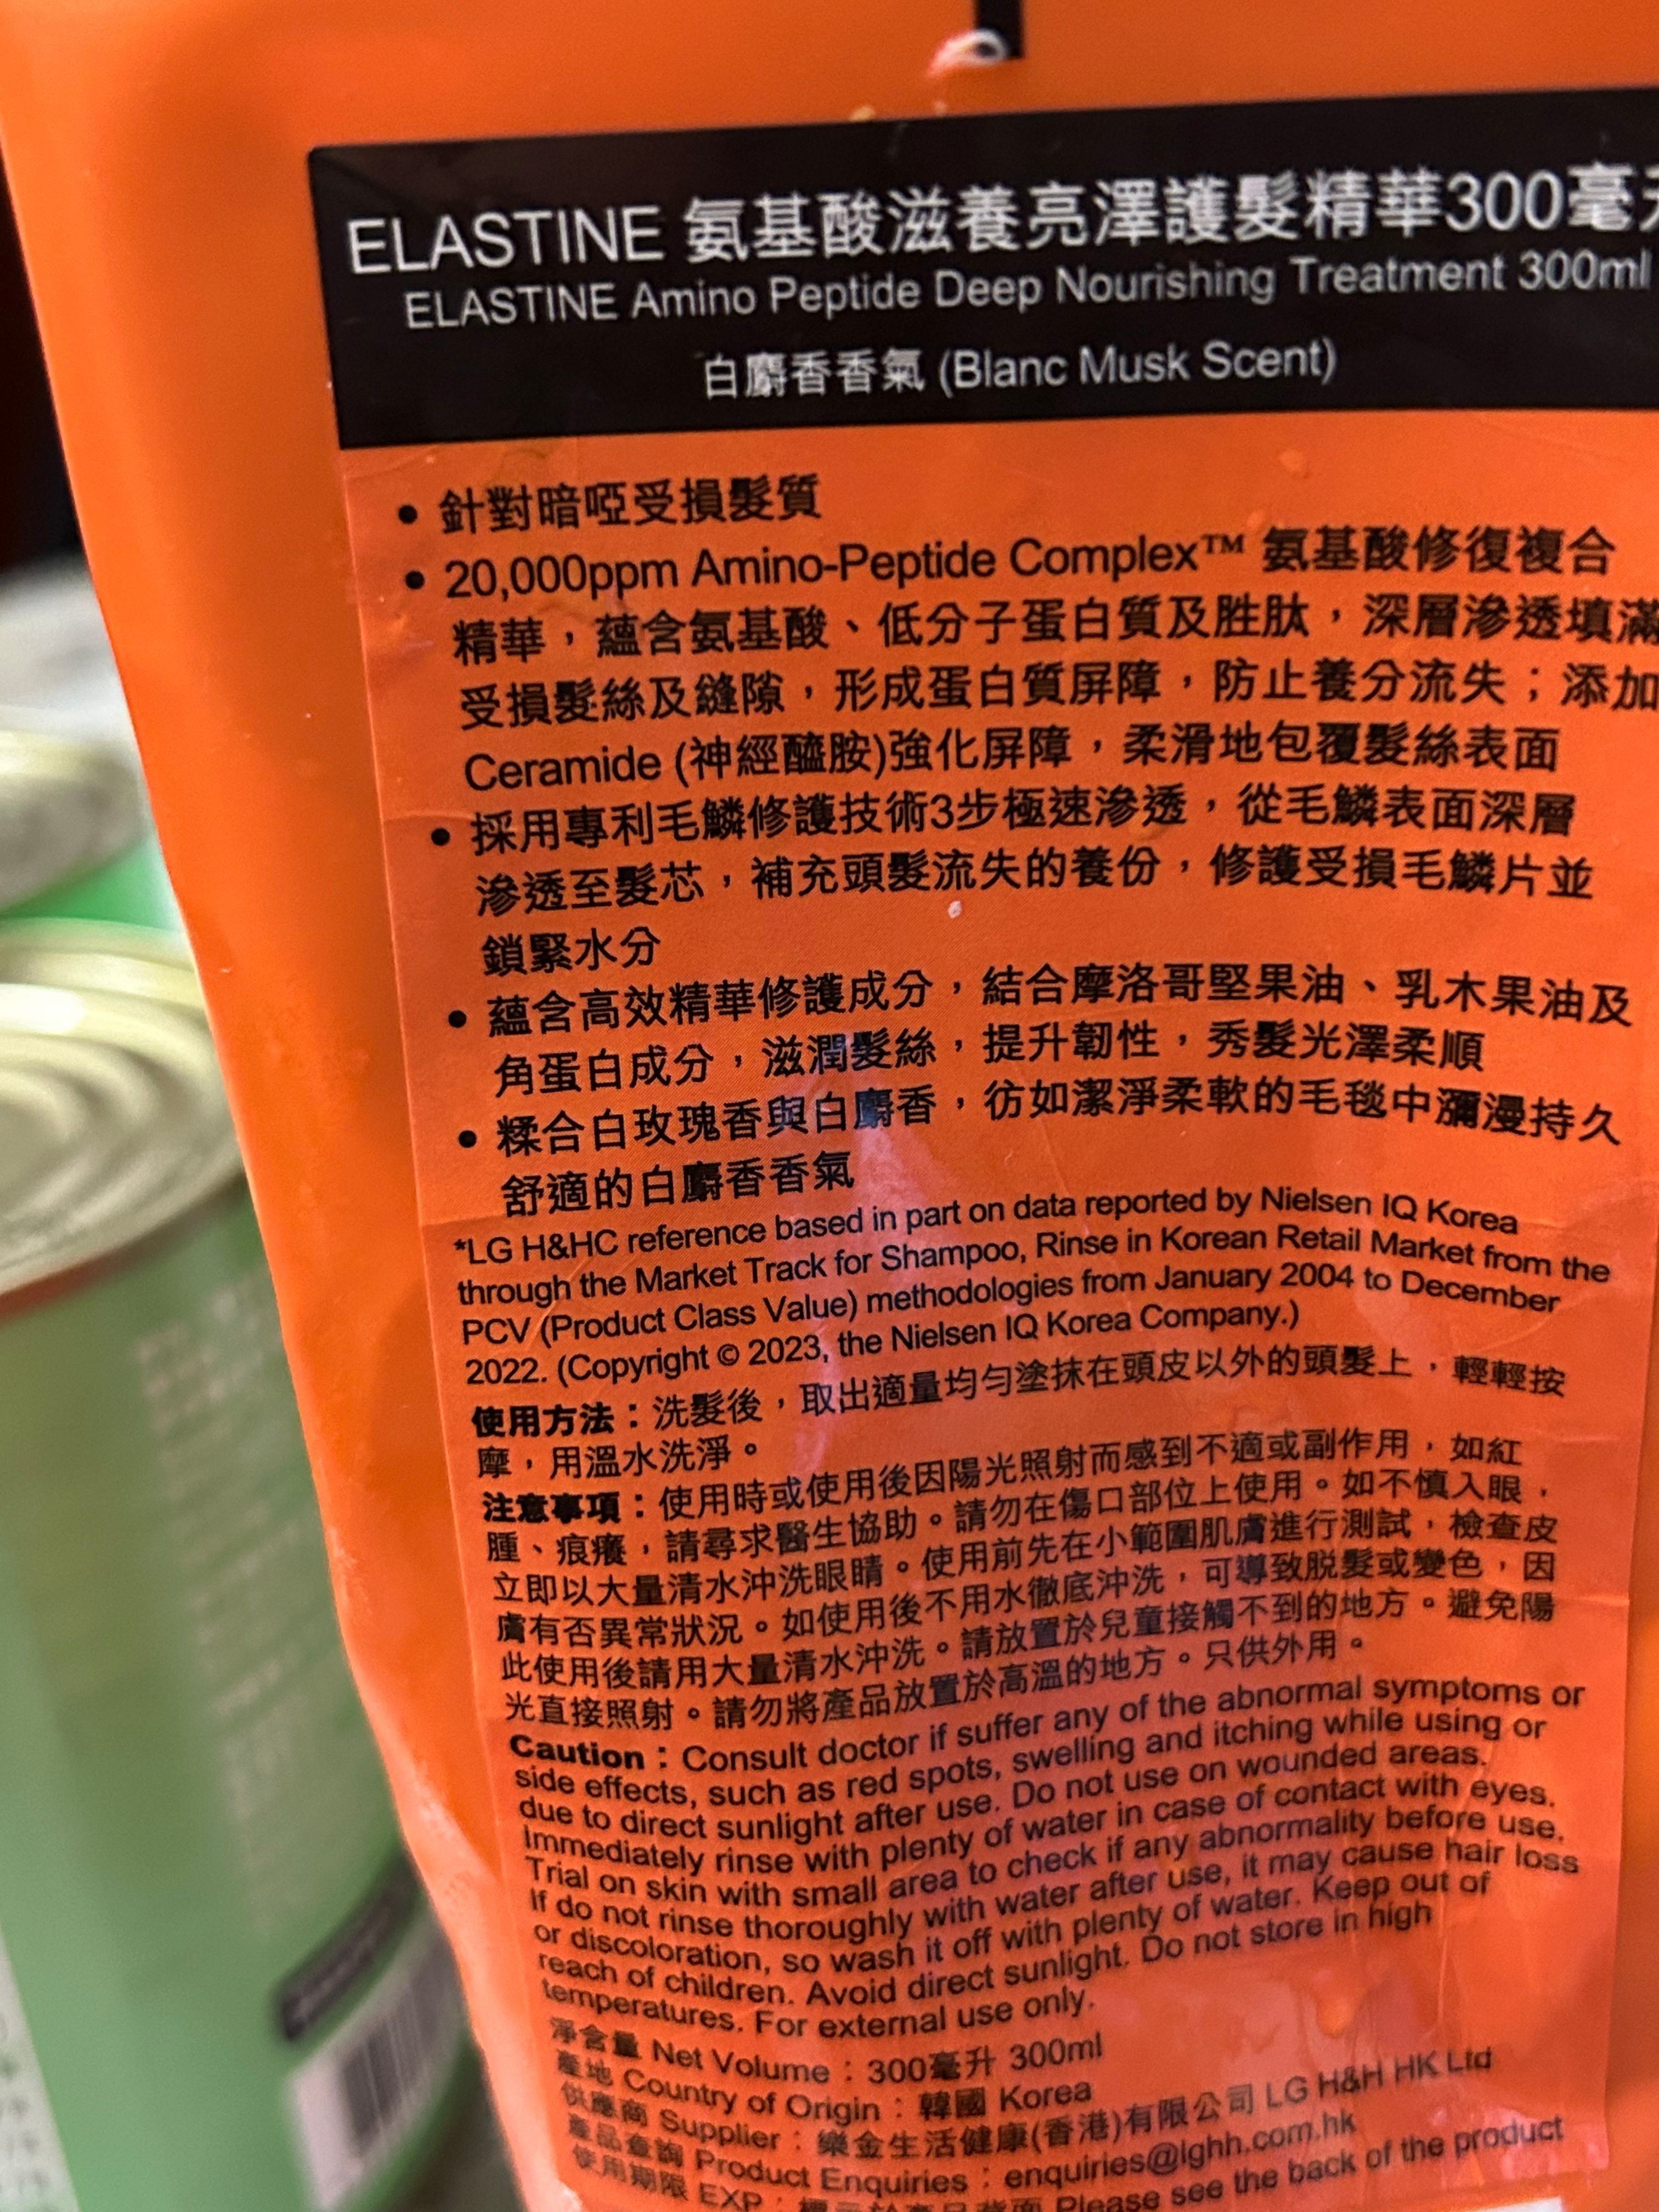 ELASTINE 氨基酸滋養亮澤護髮精華300毫
ELASTINE Amino Peptide Deep Nourishing Treatment 300ml
白麝香香氣 (Blanc Musk Scent)
• 針對暗啞受損髮質
• 20,000ppm Amino-Peptide Complex™ 氨基酸修復複合
精華，蘊含氨基酸、低分子蛋白質及胜肽，深層滲透填滿
受損髮絲及縫隙，形成蛋白質屏障，防止養分流失；添加
Ceramide (神經醯胺)強化屏障，柔滑地包覆髮絲表面
• 採用專利毛鱗修護技術3步極速滲透，從毛鱗表面深層
滲透至髮芯，補充頭髮流失的養份，修護受損毛鱗片並
鎖緊水分
• 蘊含高效精華修護成分，結合摩洛哥堅果油、乳木果油及
角蛋白成分，滋潤髮絲，提升韌性，秀髮光澤柔順
• 糅合白玫瑰香與白麝香，彷如潔淨柔軟的毛毯中瀰漫持久
舒適的白麝香香氣
*LG H&HC reference based in part on data reported by Nielsen IQ Korea
through the Market Track for Shampoo, Rinse in Korean Retail Market from the
PCV (Product Class Value) methodologies from January 2004 to December
2022. (Copyright © 2023, the Nielsen IQ Korea Company.)
使用方法：洗髮後，取出適量均勻塗抹在頭皮以外的頭髮上，輕輕按
摩，用溫水洗淨。
注意事項：使用時或使用後因陽光照射而感到不適或副作用，如紅
腫、痕癢，請尋求醫生協助。請勿在傷口部位上使用。如不慎入眼，
立即以大量清水沖洗眼睛。使用前先在小範圍肌膚進行測試，檢查皮
膚有否異常狀況。如使用後不用水徹底沖洗，可導致脫髮或變色，因
此使用後請用大量清水沖洗。請放置於兒童接觸不到的地方。避免陽
光直接照射。請勿將產品放置於高溫的地方。只供外用。
Caution：Consult doctor if suffer any of the abnormal symptoms or
side effects, such as red spots, swelling and itching while using or
due to direct sunlight after use. Do not use on wounded areas.
Immediately rinse with plenty of water in case of contact with eyes.
Trial on skin with small area to check if any abnormality before use.
If do not rinse thoroughly with water after use, it may cause hair loss
or discoloration, so wash it off with plenty of water. Keep out of
reach of children. Avoid direct sunlight. Do not store in high
temperatures. For external use only.
淨含量 Net Volume：300毫升 300ml
產地 Country of Origin：韓國 Korea
供應商 Supplier：樂金生活健康(香港)有限公司 LG H&H HK Ltd
產品查詢 Product Enquiries：enquiries@lghh.com.hk
使用期限 EXP：標示於產品背面 Please see the back of the product